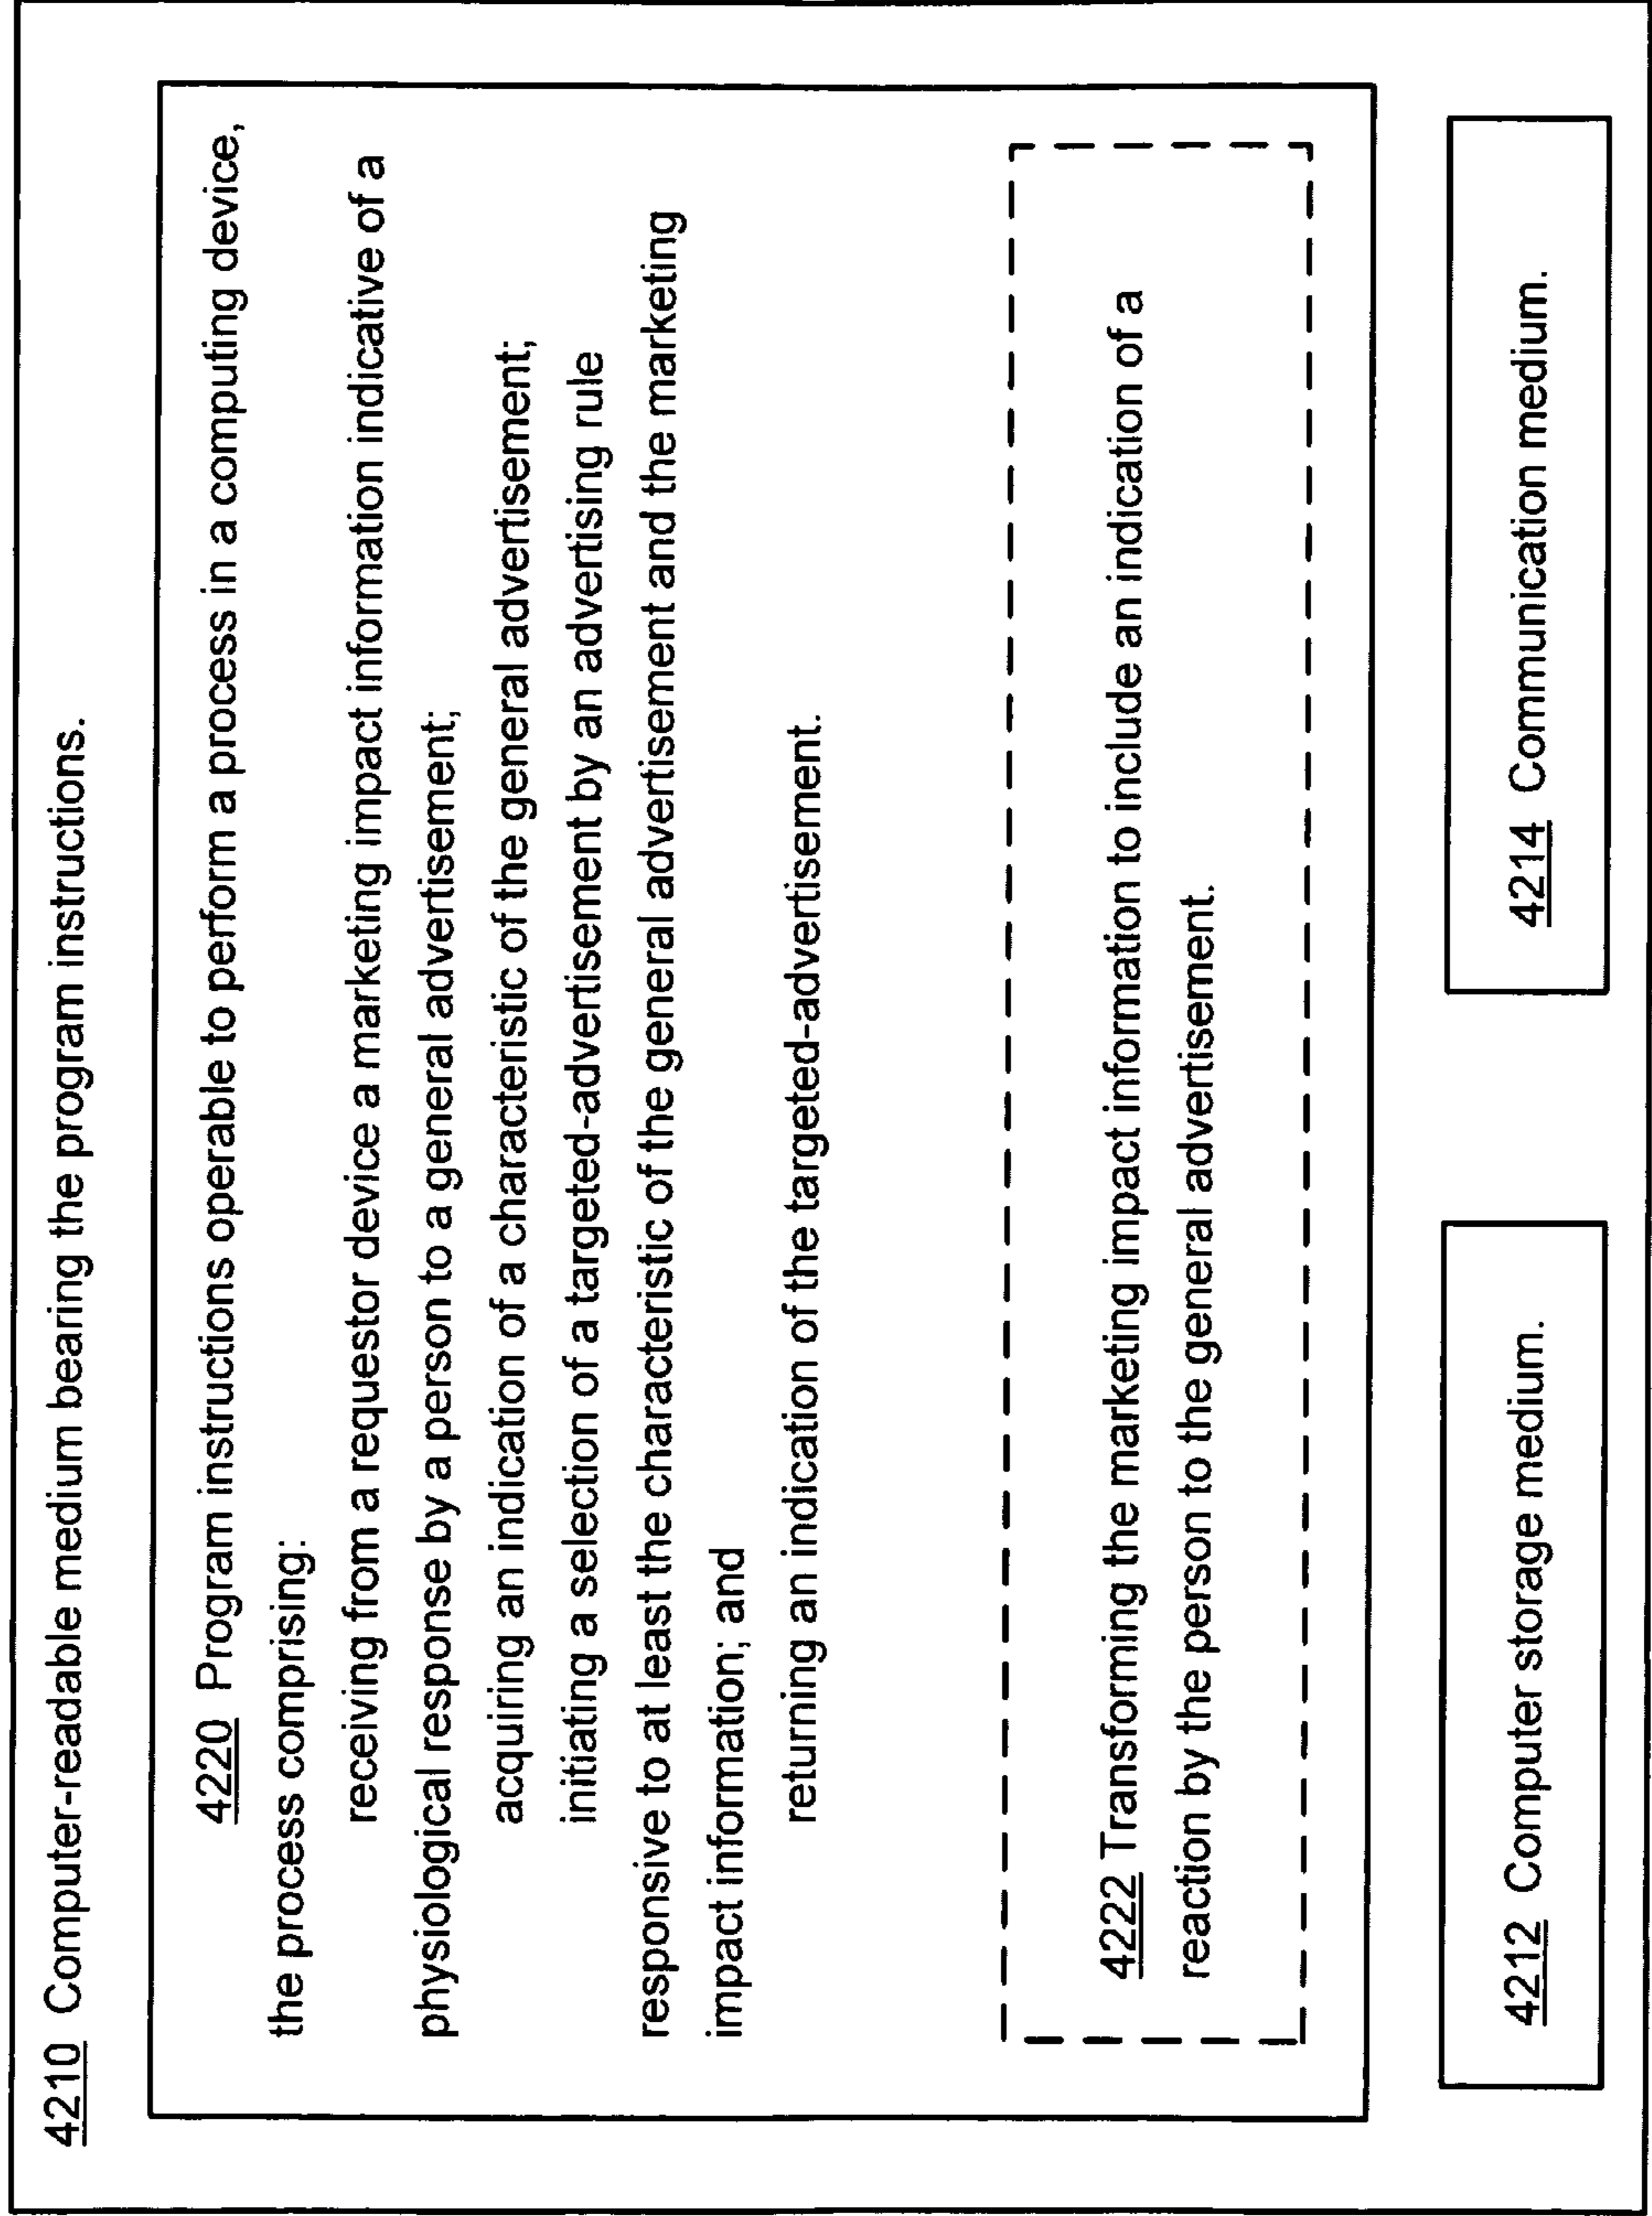 4210 Computer-readable medium bearing the program instructions.
4220 Program instructions operable to perform a process in a computing device,
the process comprising:
receiving from a requestor device a marketing impact information indicative of a
physiological response by a person to a general advertisement;
acquiring an indication of a characteristic of the general advertisement;
initiating a selection of a targeted-advertisement by an advertising rule
responsive to at least the characteristic of the general advertisement and the marketing
impact information; and
returning an indication of the targeted-advertisement.
4222 Transforming the marketing impact information to include an indication of a
reaction by the person to the general advertisement.
4212 Computer storage medium.
4214 Communication medium.